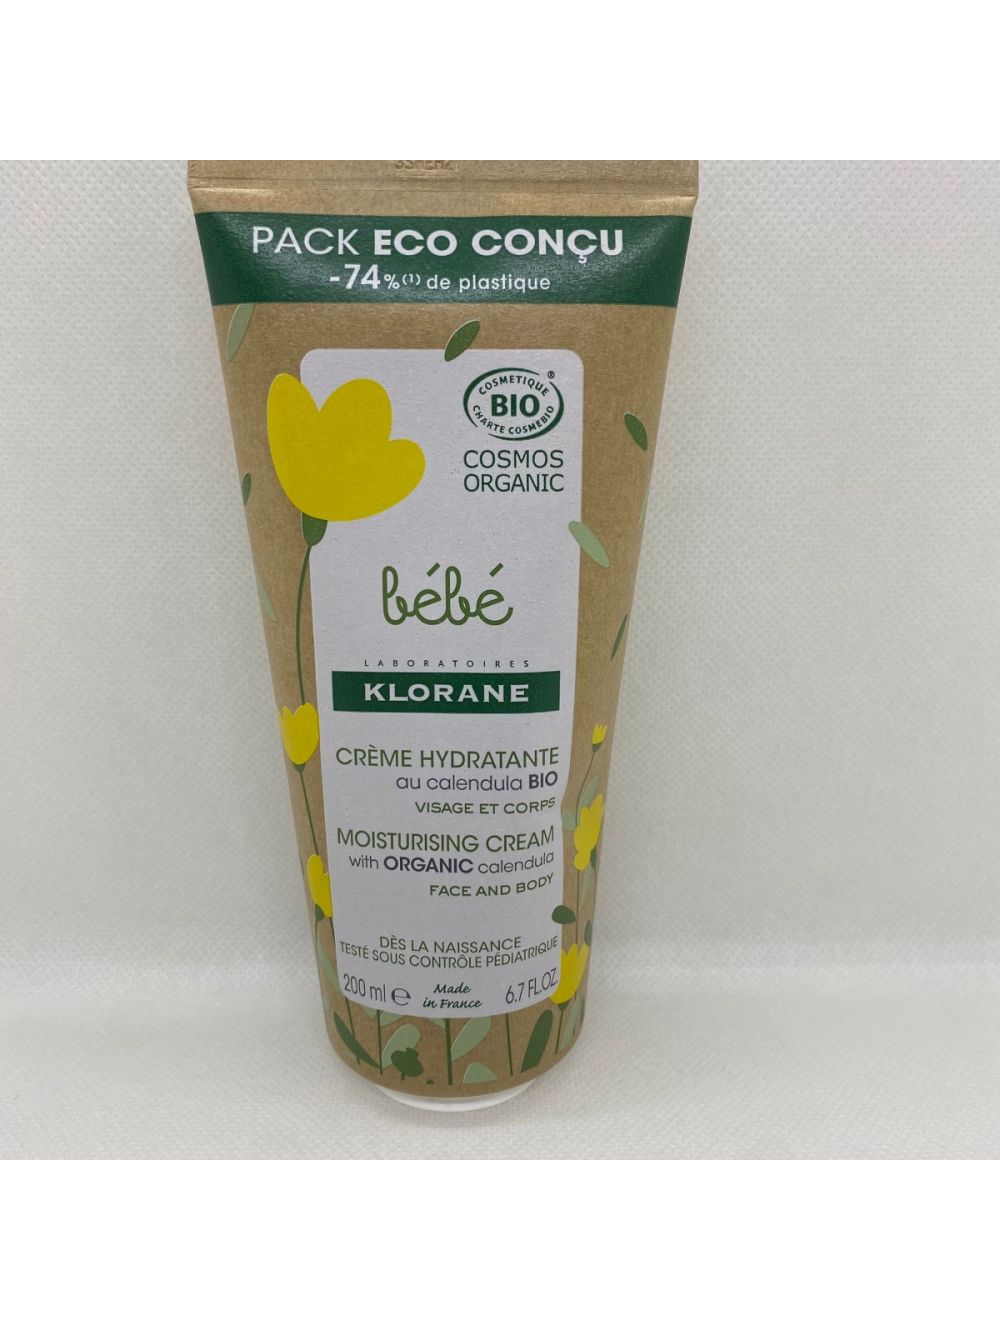 PACK ECO CONÇU
-74%(1) de plastique
COSMETIQUE
BIO®
CHARTE COSMEBIO
COSMOS
ORGANIC
bébé
LABORATOIRES
KLORANE
CRÈME HYDRATANTE
au calendula BIO
VISAGE ET CORPS
MOISTURISING CREAM
with ORGANIC calendula
FACE AND BODY
DÈS LA NAISSANCE
TESTÉ SOUS CONTRÔLE PÉDIATRIQUE
200 ml ℮ Made in France 6.7 FL.OZ.